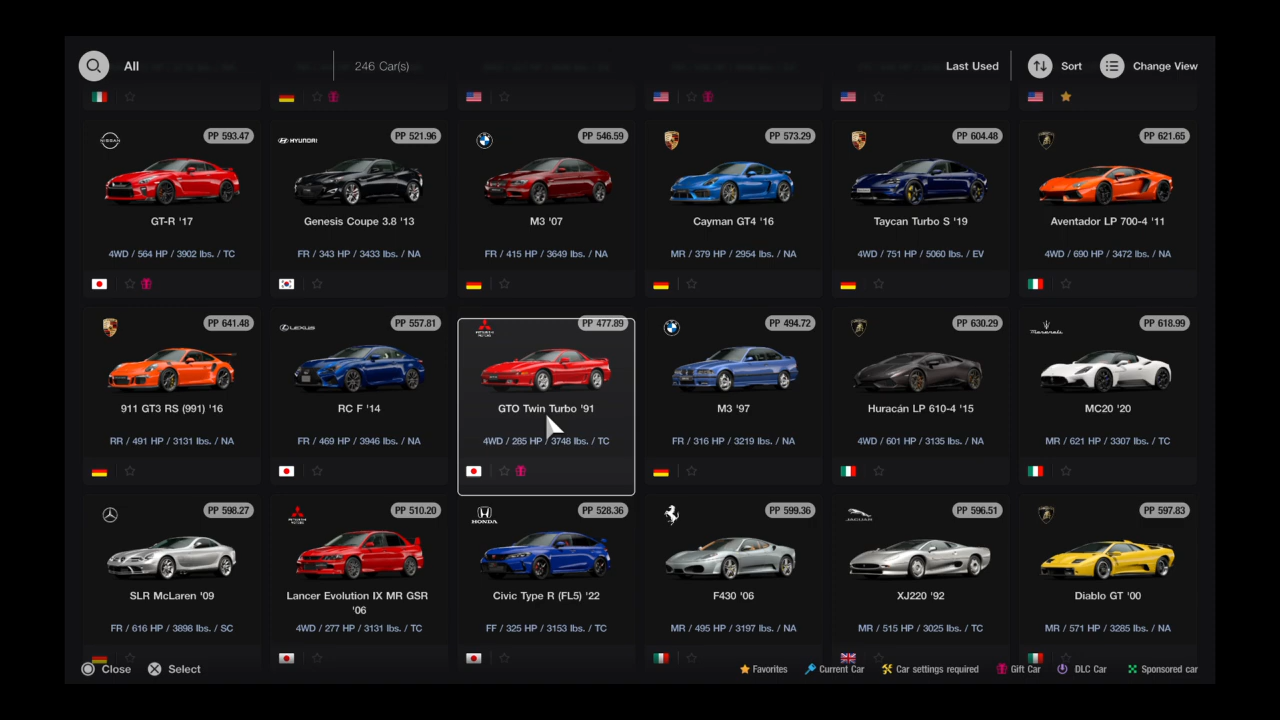 All
246 Car(s)
Last Used
Sort
Change View
NISSAN
PP 593.47
HYUNDAI
PP 521.96
PP 546.59
PP 573.29
PP 604.48
PP 621.65
GT-R '17
Genesis Coupe 3.8 '13
M3 '07
Cayman GT4 '16
Taycan Turbo S '19
Aventador LP 700-4 '11
4WD / 564 HP / 3902 lbs. / TC
FR / 343 HP / 3433 lbs. / NA
FR / 415 HP / 3649 lbs. / NA
MR / 379 HP / 2954 lbs. / NA
4WD / 751 HP / 5060 lbs. / EV
4WD / 690 HP / 3472 lbs. / NA
PP 641.48
LEXUS
PP 557.81
MITSUBISHI
MOTORS
PP 477.89
PP 494.72
PP 630.29
Maserati
PP 618.99
911 GT3 RS (991) '16
RC F '14
GTO Twin Turbo '91
M3 '97
Huracán LP 610-4 '15
MC20 '20
RR / 491 HP / 3131 lbs. / NA
FR / 469 HP / 3946 lbs. / NA
4WD / 285 HP / 3748 lbs. / TC
FR / 316 HP / 3219 lbs. / NA
4WD / 601 HP / 3135 lbs. / NA
MR / 621 HP / 3307 lbs. / TC
PP 598.27
MITSUBISHI
MOTORS
PP 510.20
HONDA
PP 528.36
PP 599.36
JAGUAR
PP 596.51
PP 597.83
SLR McLaren '09
Lancer Evolution IX MR GSR
'06
Civic Type R (FL5) '22
F430 '06
XJ220 '92
Diablo GT '00
FR / 616 HP / 3898 lbs. / SC
4WD / 277 HP / 3131 lbs. / TC
FF / 325 HP / 3153 lbs. / TC
MR / 495 HP / 3197 lbs. / NA
MR / 515 HP / 3025 lbs. / TC
MR / 571 HP / 3285 lbs. / NA
Close
Select
Favorites
Current Car
Car settings required
Gift Car
DLC Car
Sponsored car